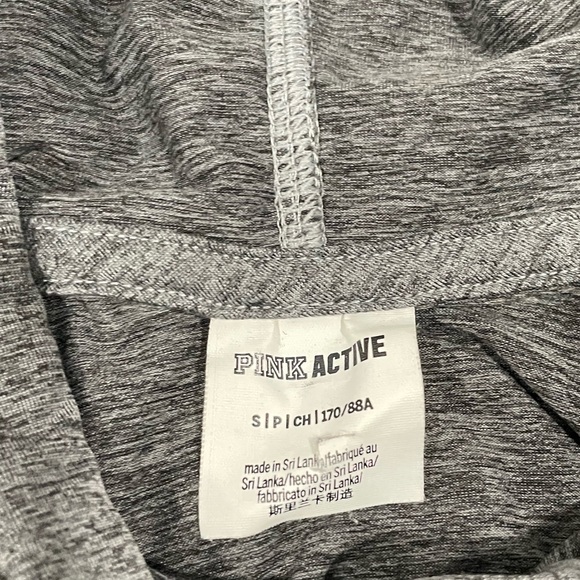 PINK ACTIVE
S|P|CH|170/88A
made in Sri Lanka/fabriqué au
Sri Lanka/hecho en Sri Lanka/
fabbricato in Sri Lanka/
斯里兰卡制造